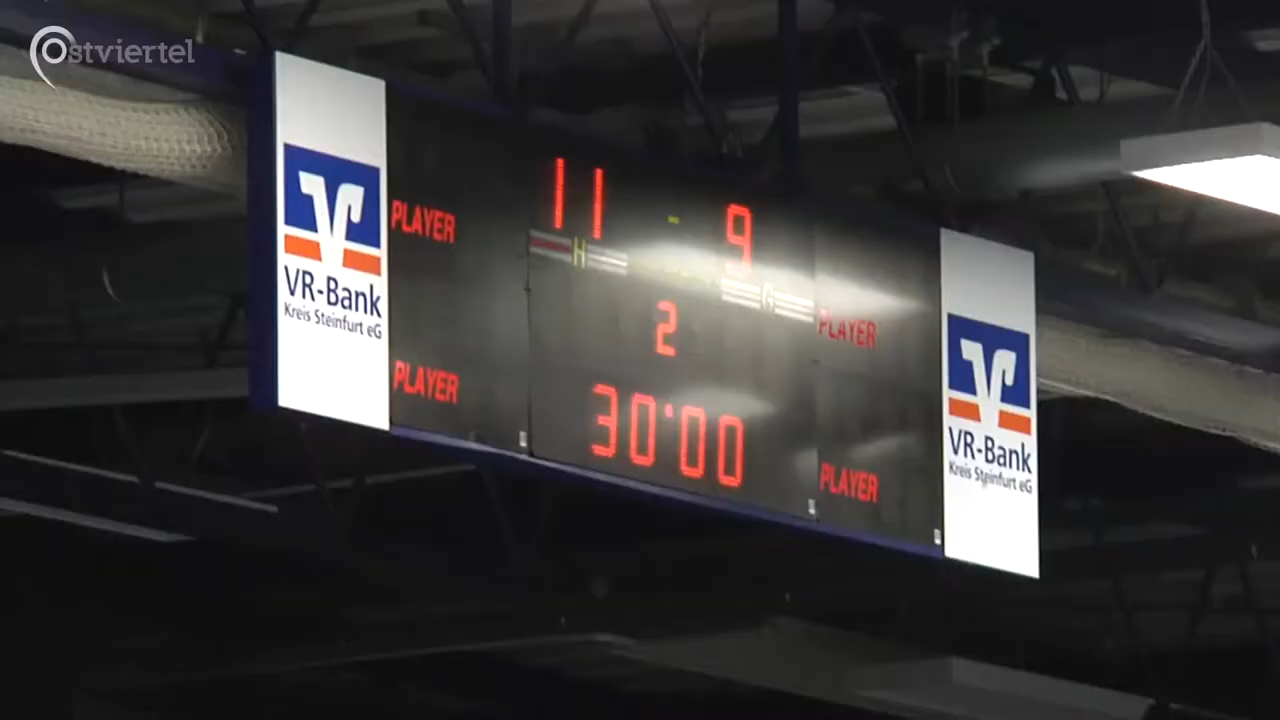 Ostviertel
11 - 9
H G
2
30:00
PLAYER
PLAYER
PLAYER
PLAYER
VR-Bank
Kreis Steinfurt eG
VR-Bank
Kreis Steinfurt eG